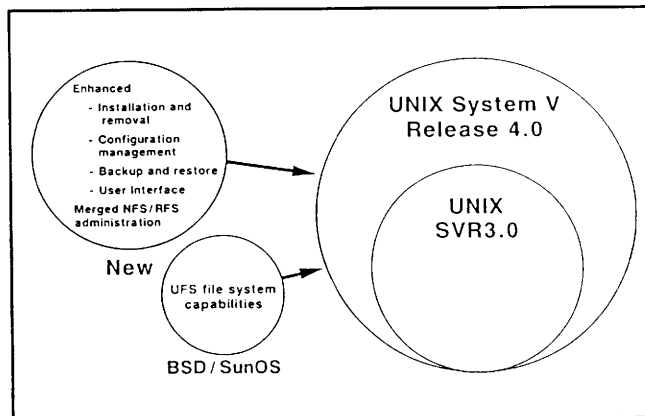 Enhanced
- Installation and
removal
- Configuration
management
- Backup and restore
- User Interface
Merged NFS/RFS
administration
New
UFS file system
capabilities
BSD/SunOS
UNIX System V
Release 4.0
UNIX
SVR3.0